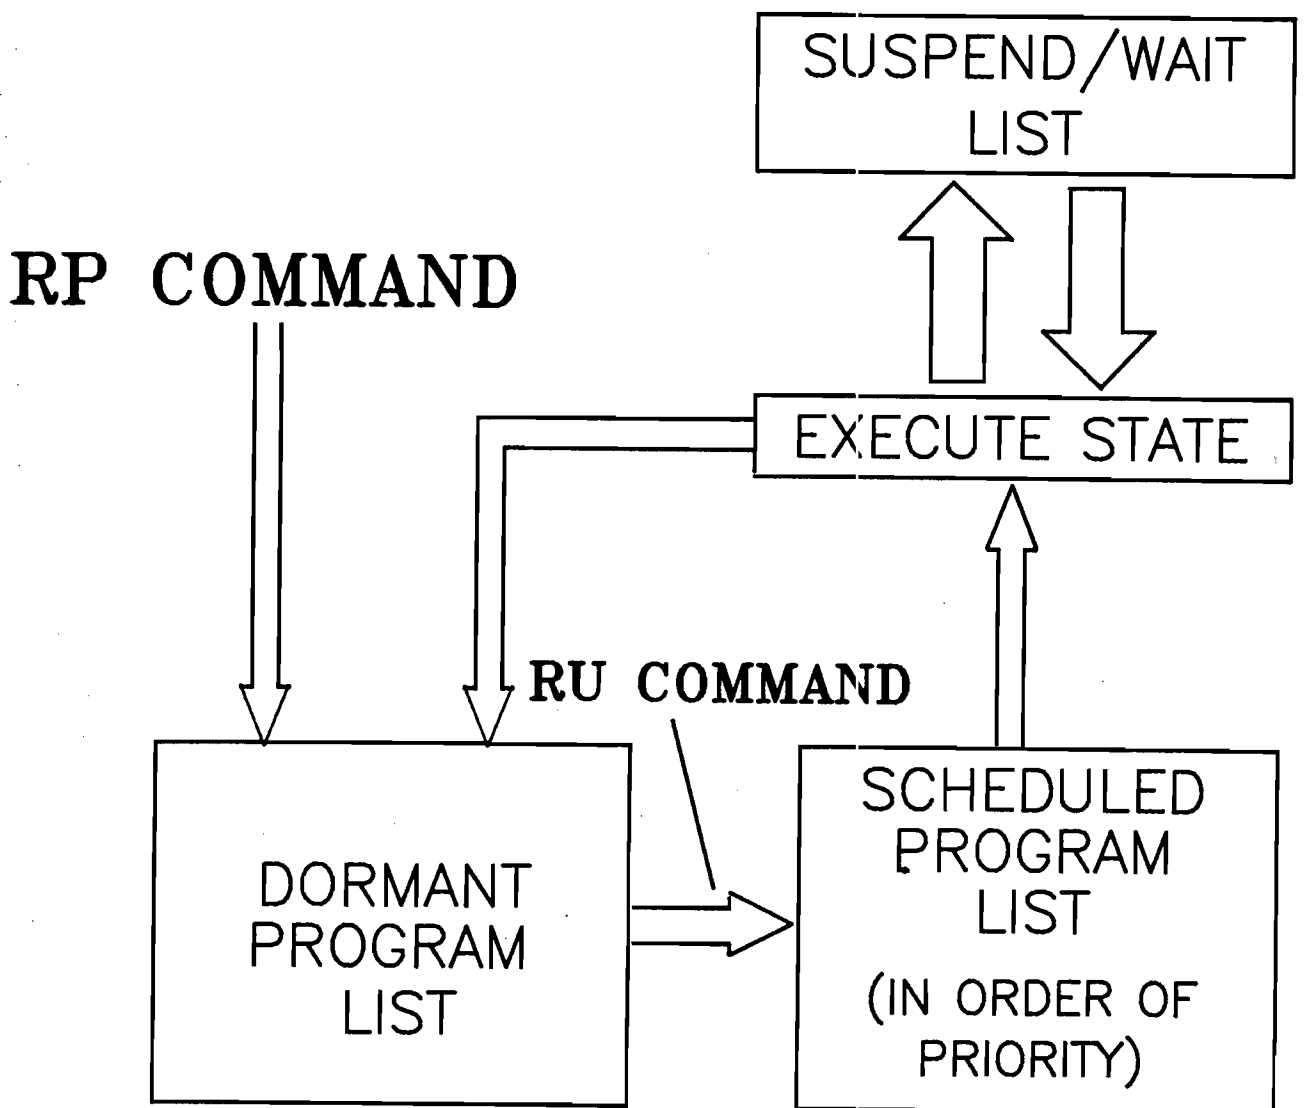 SUSPEND/WAIT
LIST
RP COMMAND
EXECUTE STATE
RU COMMAND
DORMANT
PROGRAM
LIST
SCHEDULED
PROGRAM
LIST
(IN ORDER OF
PRIORITY)